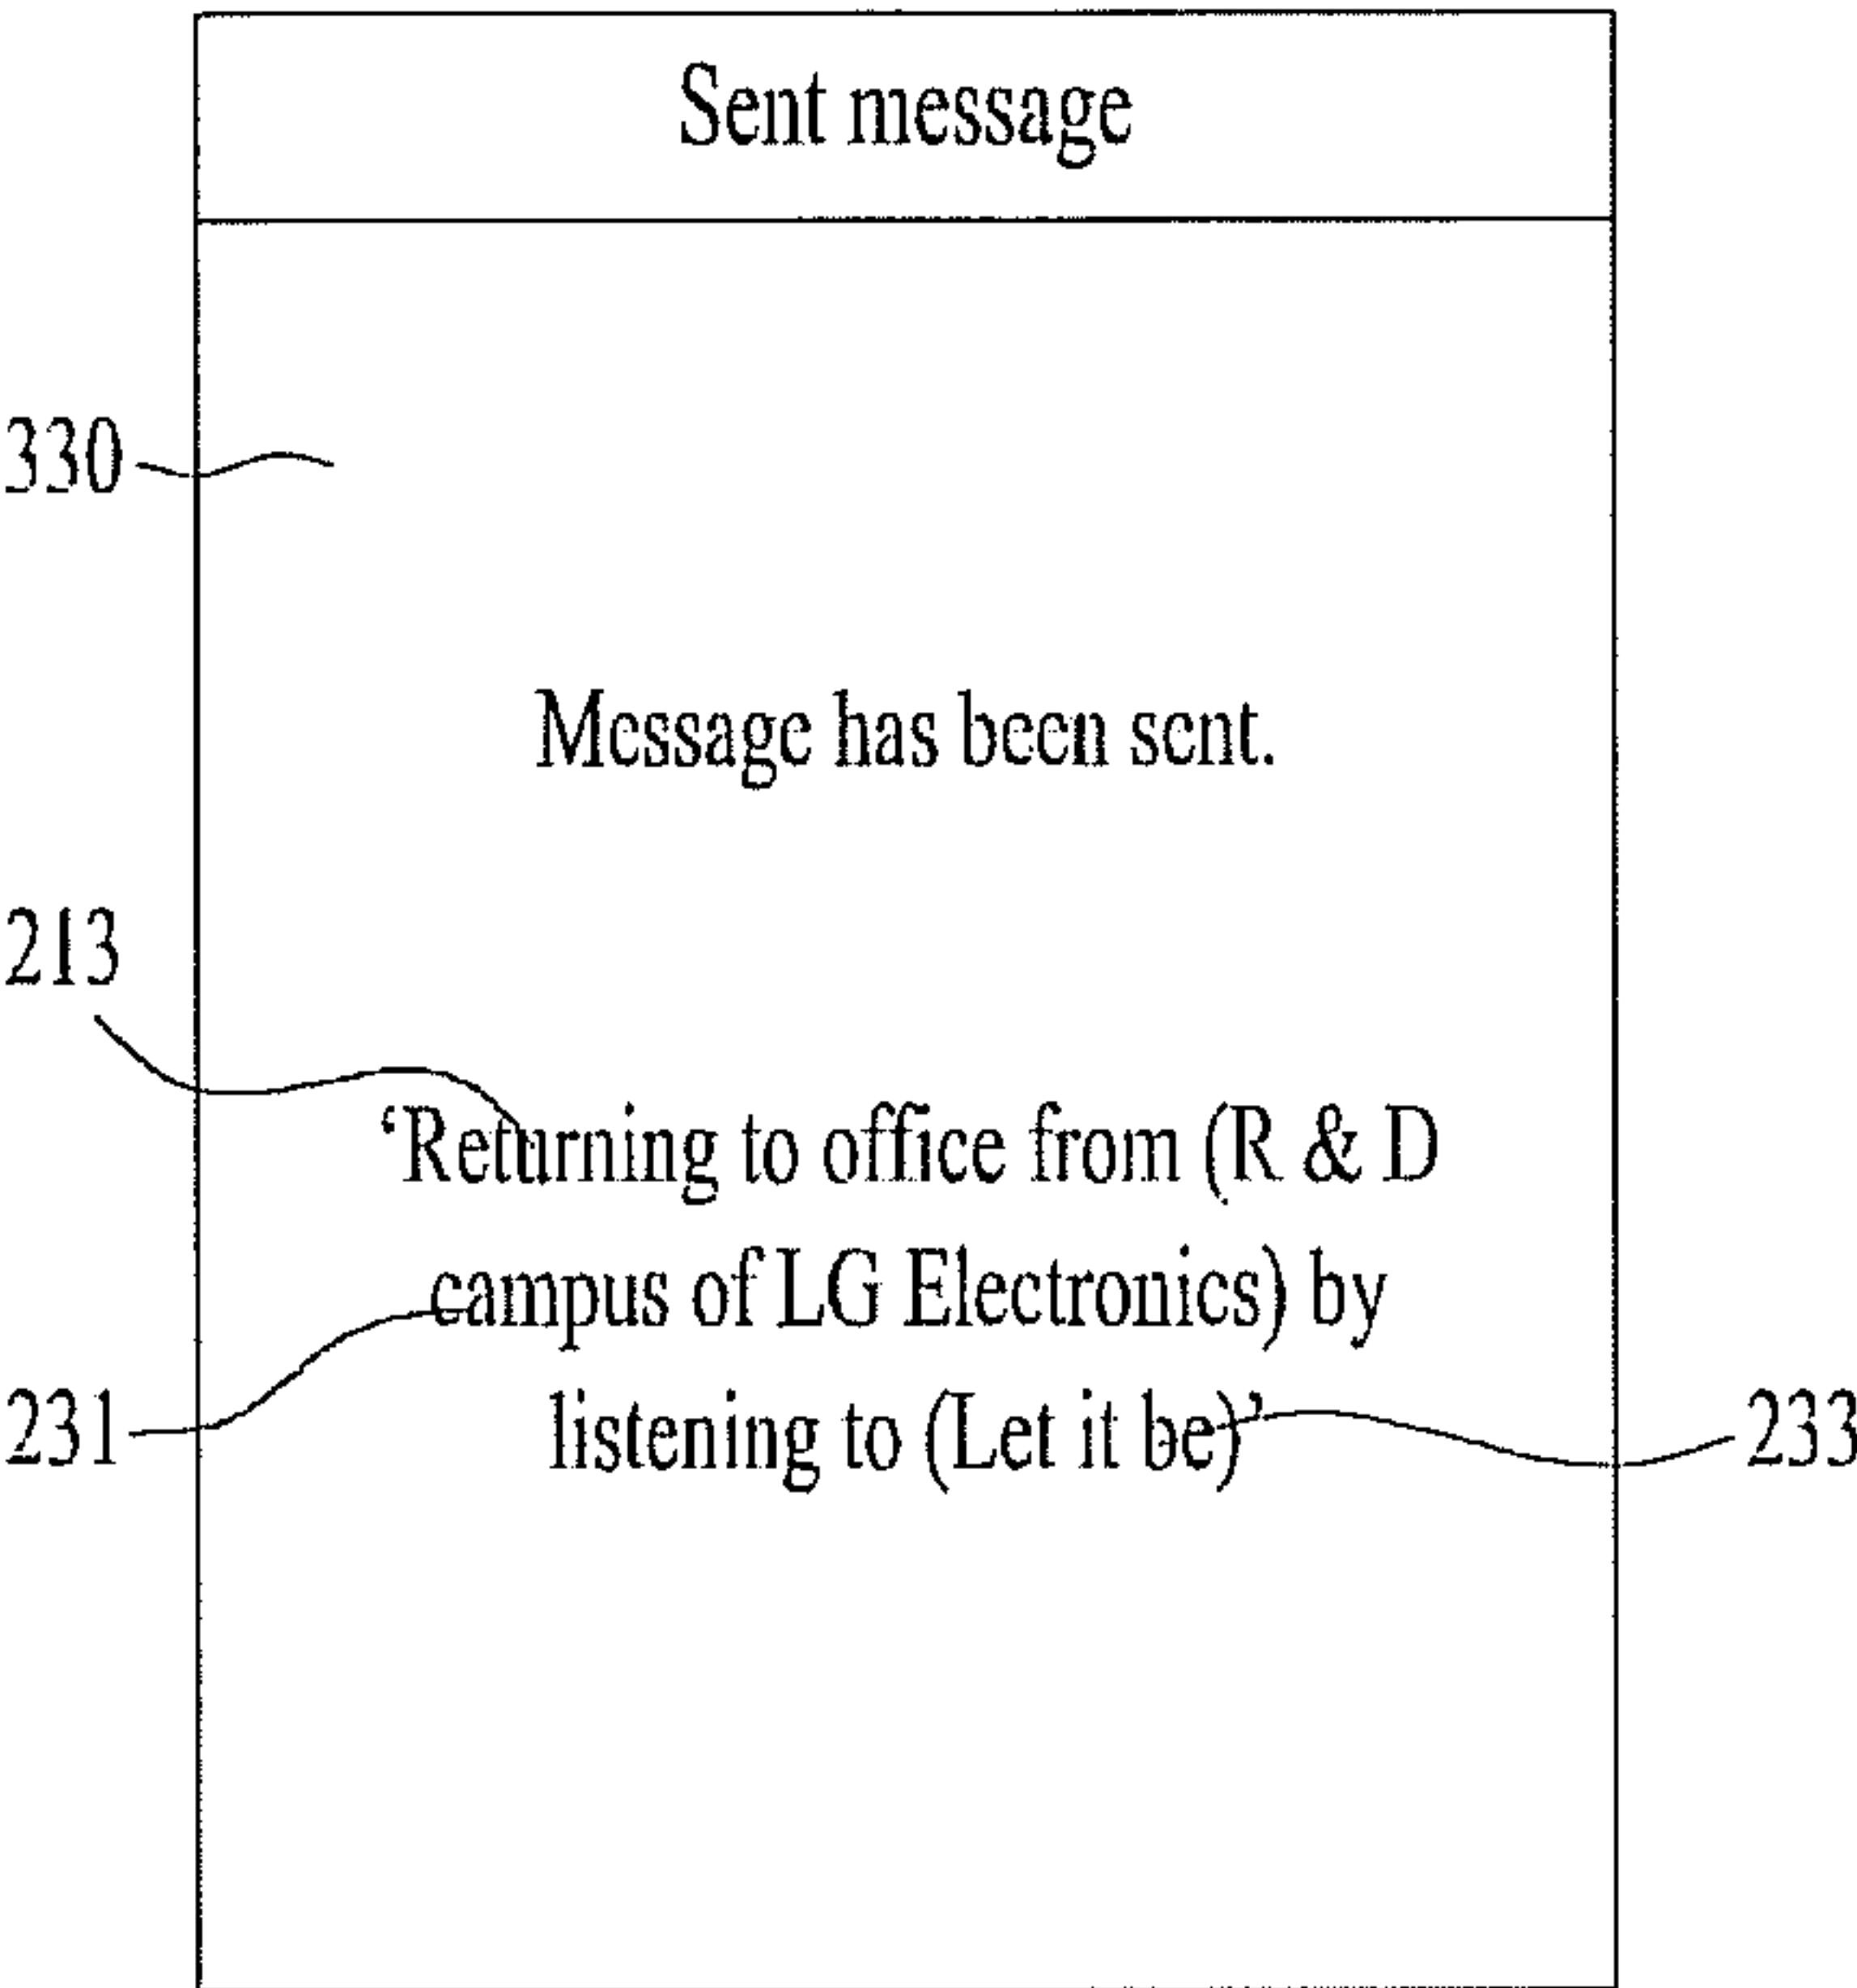 Sent message
330
Message has been sent.
213
‘Returning to office from (R & D
campus of LG Electronics) by
231
listening to (Let it be)’
233